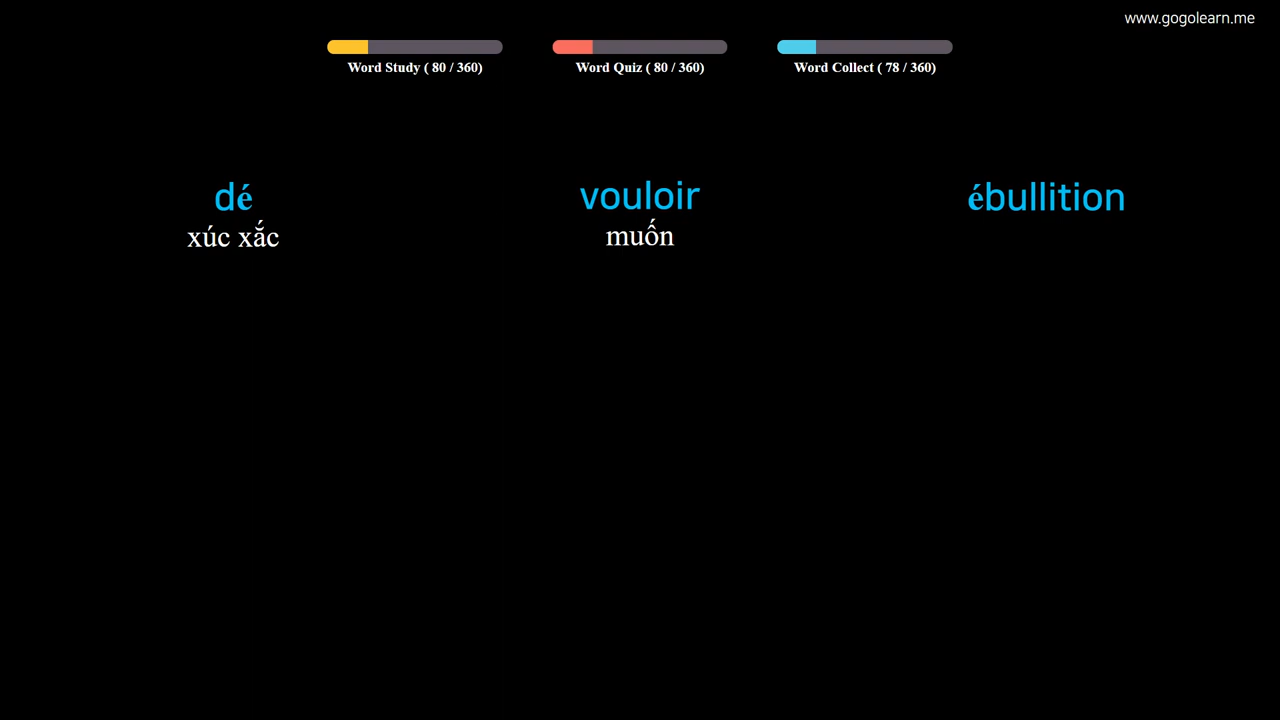 www.gogolearn.me
Word Study ( 80 / 360)
Word Quiz ( 80 / 360)
Word Collect ( 78 / 360)
dé
xúc xắc
vouloir
muốn
ébullition